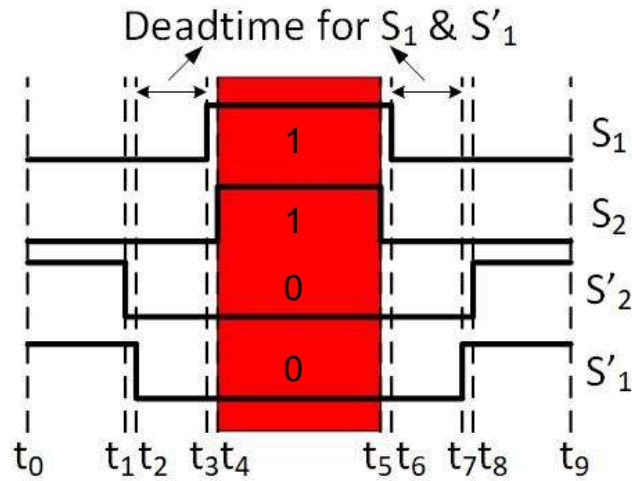 Deadtime for S₁ & S'₁
1
S₁
1
S₂
0
S'₂
0
S'₁
t₀ t₁ t₂ t₃ t₄ t₅ t₆ t₇ t₈ t₉